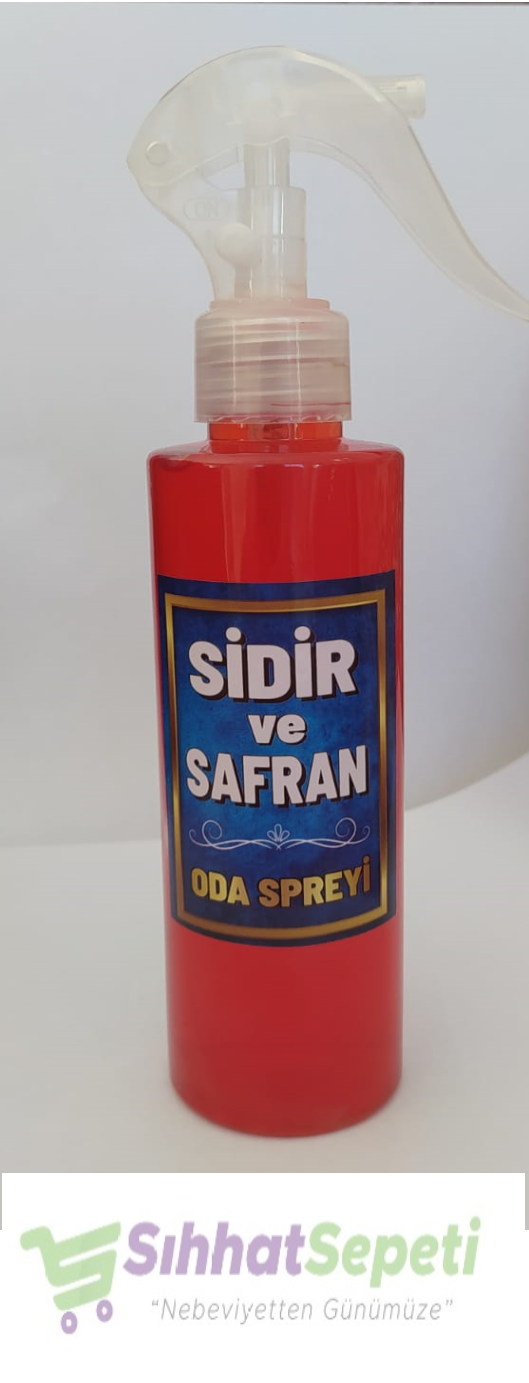 SİDİR
ve
SAFRAN
ODA SPREYİ
SıhhatSepeti
“Nebeviyetten Günümüze”